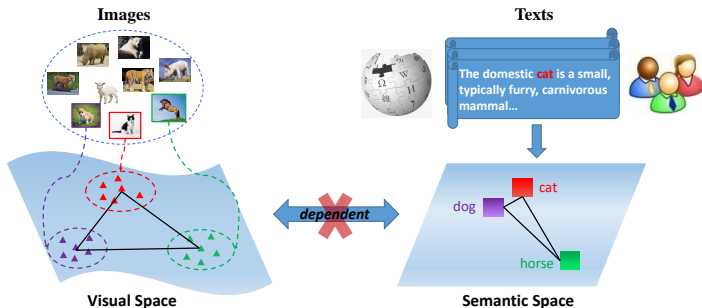 Images
Texts
The domestic cat is a small,
typically furry, carnivorous
mammal…
W
Ω
dependent
cat
dog
horse
Visual Space
Semantic Space